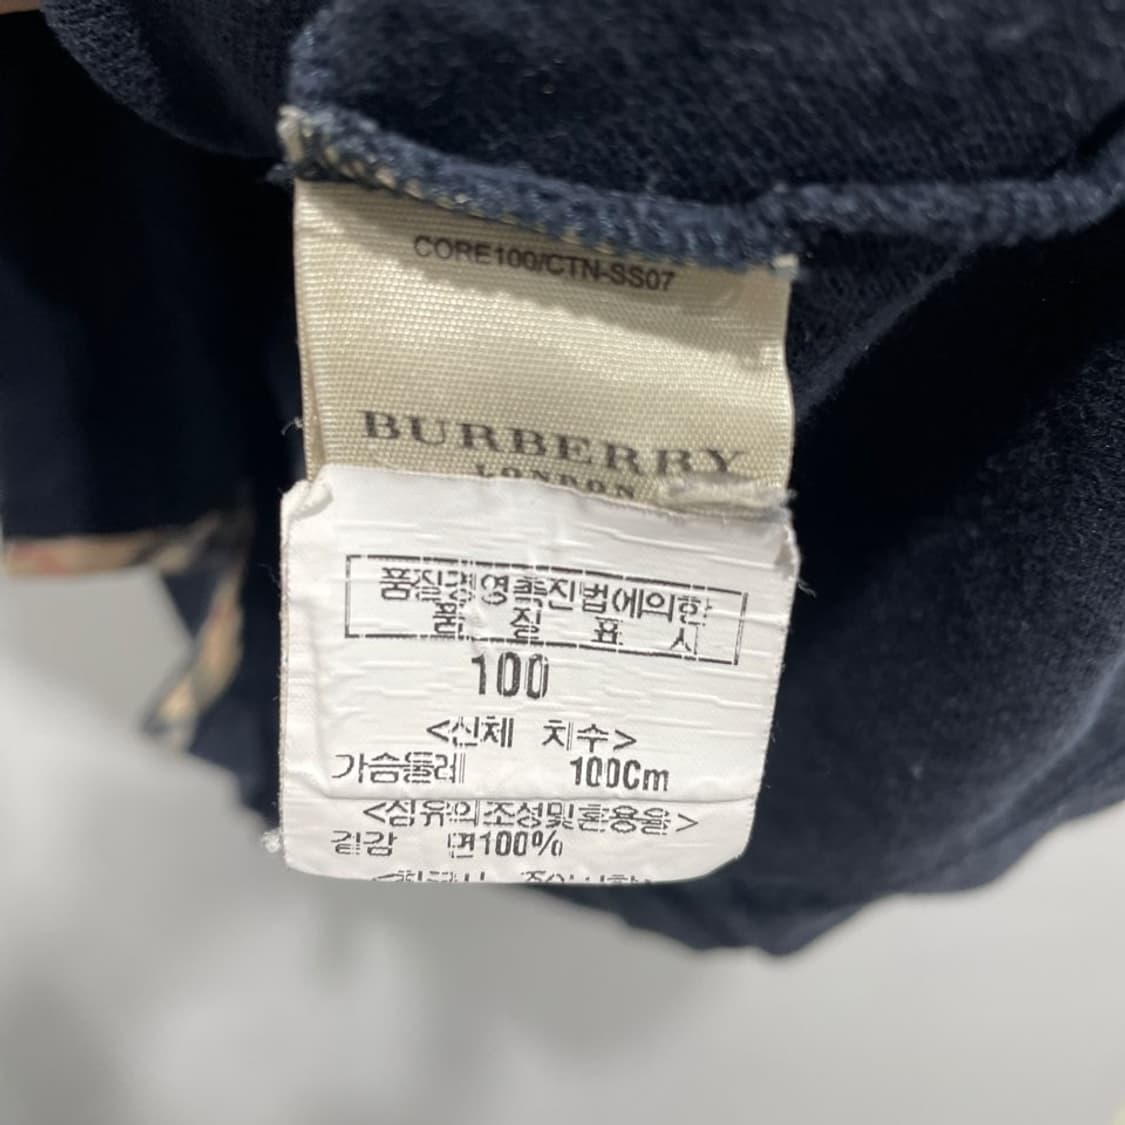 CORE100/CTN-SS07
BURBERRY
LONDON
품질경영촉진법에의한
품 질 표 시
100
<신체 치수>
가슴둘레 100Cm
<섬유의조성및혼용율>
겉감 면100%